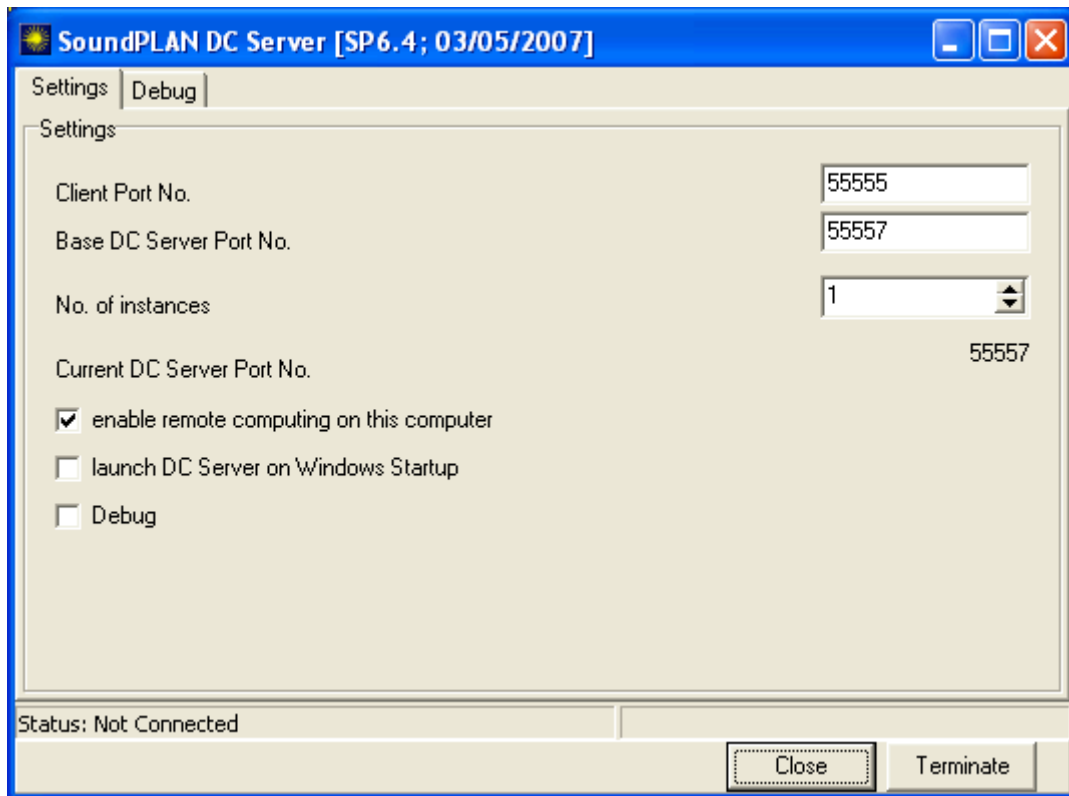 SoundPLAN DC Server [SP6.4; 03/05/2007]
Settings Debug
Settings
Client Port No. 55555
Base DC Server Port No. 55557
No. of instances 1
Current DC Server Port No. 55557
enable remote computing on this computer
launch DC Server on Windows Startup
Debug
Status: Not Connected
Close Terminate